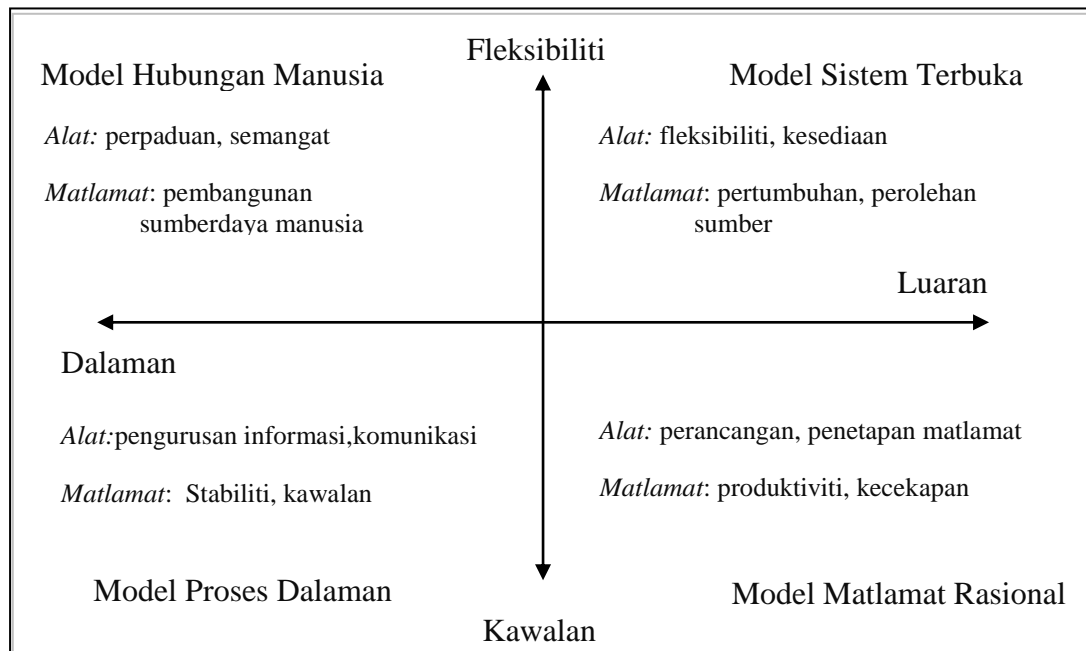 Fleksibiliti
Model Hubungan Manusia
Alat: perpaduan, semangat
Matlamat: pembangunan
sumberdaya manusia
Model Sistem Terbuka
Alat: fleksibiliti, kesediaan
Matlamat: pertumbuhan, perolehan
sumber
Luaran
Dalaman
Alat:pengurusan informasi,komunikasi
Matlamat: Stabiliti, kawalan
Model Proses Dalaman
Alat: perancangan, penetapan matlamat
Matlamat: produktiviti, kecekapan
Model Matlamat Rasional
Kawalan